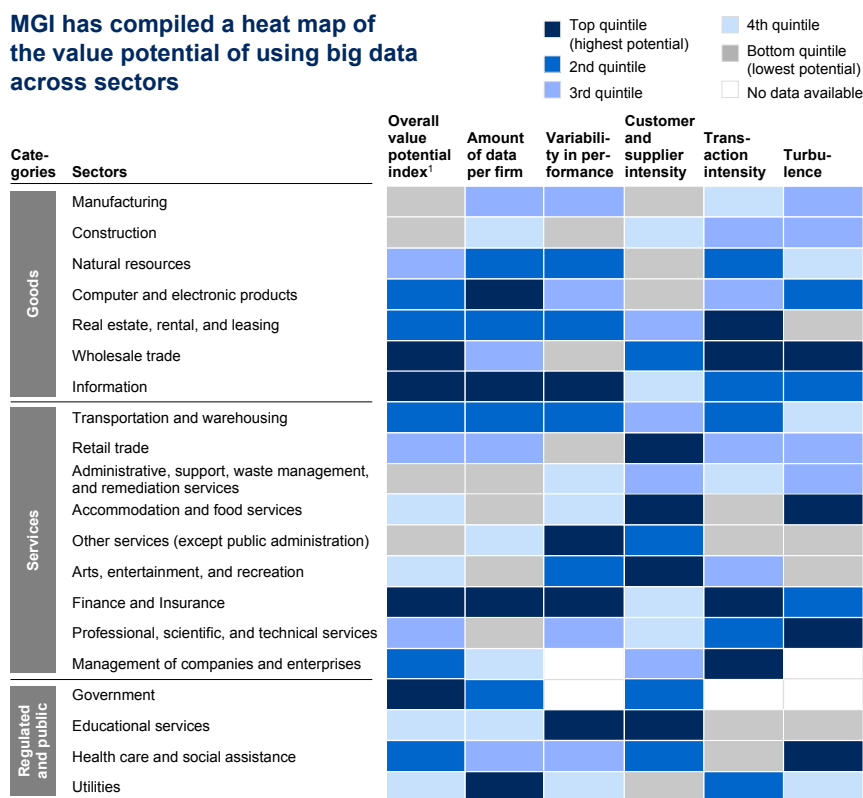 MGI has compiled a heat map of
the value potential of using big data
across sectors
Top quintile
(highest potential)
2nd quintile
3rd quintile
4th quintile
Bottom quintile
(lowest potential)
No data available
Cate-
gories
Sectors
Overall
value
potential
index1
Amount
of data
per firm
Variabili-
ty in per-
formance
Customer
and
supplier
intensity
Trans-
action
intensity
Turbu-
lence
Goods
Manufacturing
Construction
Natural resources
Computer and electronic products
Real estate, rental, and leasing
Wholesale trade
Information
Services
Transportation and warehousing
Retail trade
Administrative, support, waste management,
and remediation services
Accommodation and food services
Other services (except public administration)
Arts, entertainment, and recreation
Finance and Insurance
Professional, scientific, and technical services
Management of companies and enterprises
Regulated
and public
Government
Educational services
Health care and social assistance
Utilities